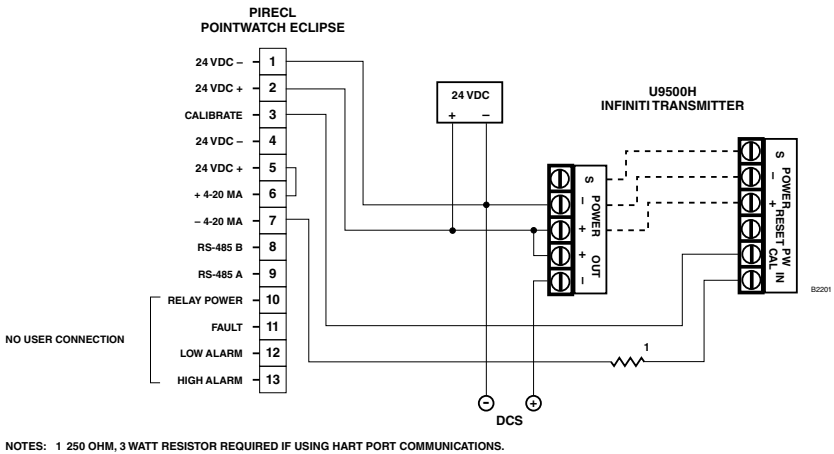 PIRECL
POINTWATCH ECLIPSE
24 VDC – 1
24 VDC + 2
CALIBRATE 3
24 VDC – 4
24 VDC + 5
+ 4-20 MA 6
– 4-20 MA 7
RS-485 B 8
RS-485 A 9
RELAY POWER 10
FAULT 11
LOW ALARM 12
HIGH ALARM 13
NO USER CONNECTION
24 VDC
+ –
U9500H
INFINITI TRANSMITTER
S
– POWER +
+ OUT –
S
– POWER +
RESET
PW
CAL IN
B2201
1
– +
DCS
NOTES: 1 250 OHM, 3 WATT RESISTOR REQUIRED IF USING HART PORT COMMUNICATIONS.